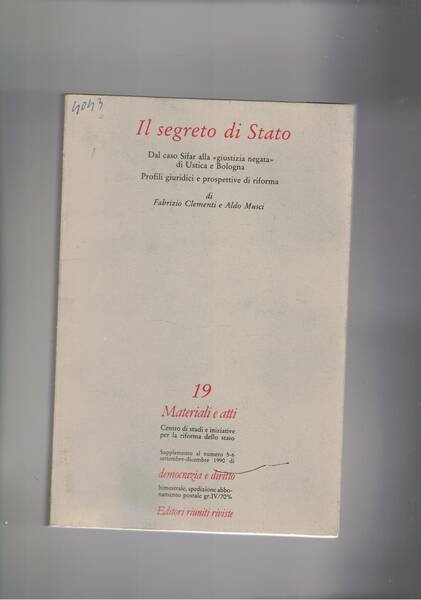 4043
Il segreto di Stato
Dal caso Sifar alla «giustizia negata»
di Ustica e Bologna
Profili giuridici e prospettive di riforma
di
Fabrizio Clementi e Aldo Musci
19
Materiali e atti
Centro di studi e iniziative
per la riforma dello stato
Supplemento al numero 5-6
settembre-dicembre 1990 di
democrazia e diritto
bimestrale, spedizione abbo-
namento postale gr.IV/70%
Editori riuniti riviste